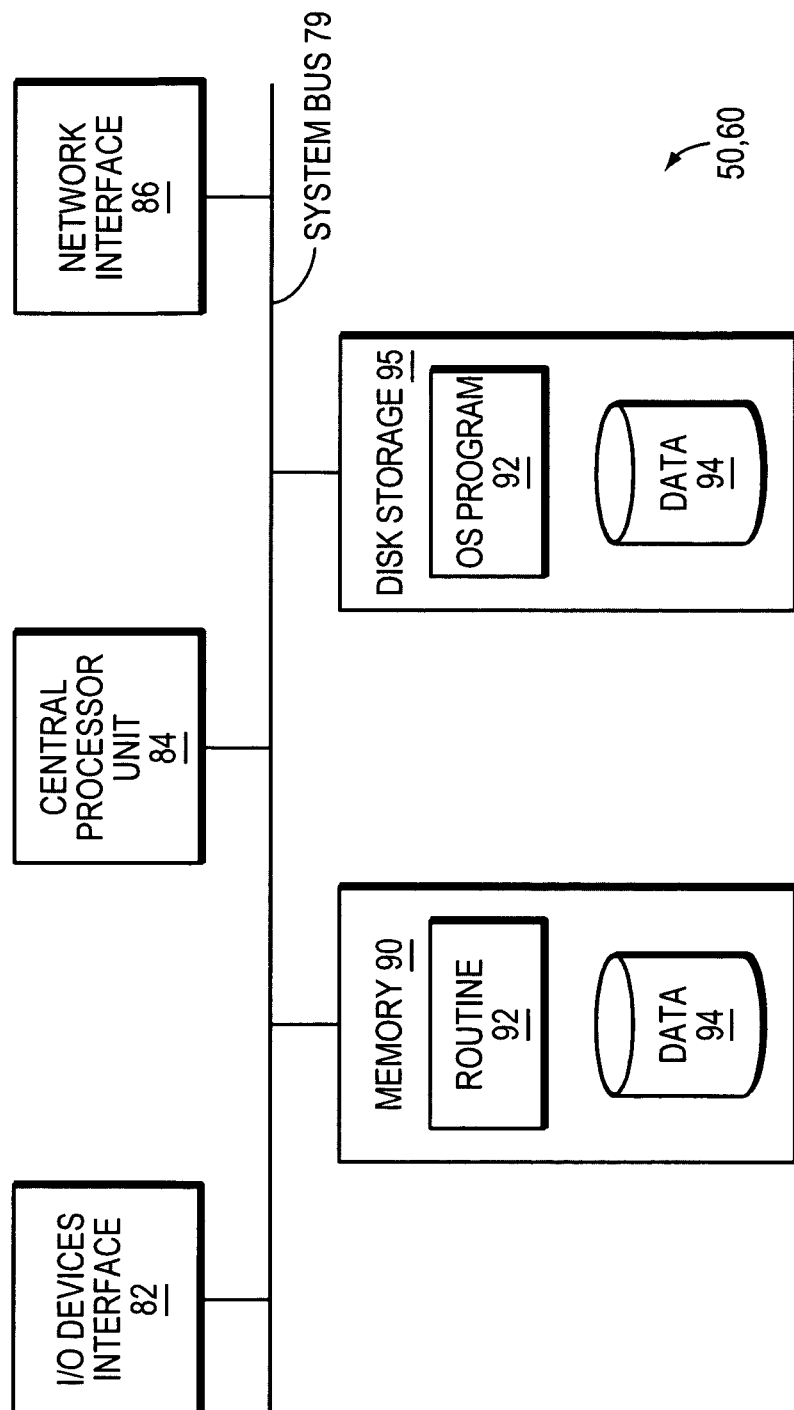 I/O DEVICES
INTERFACE
82
CENTRAL
PROCESSOR
UNIT
84
NETWORK
INTERFACE
86
SYSTEM BUS 79
MEMORY 90
ROUTINE
92
DATA
94
DISK STORAGE 95
OS PROGRAM
92
DATA
94
50,60